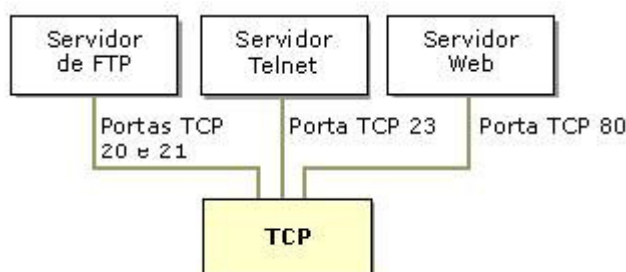 Servidor
de FTP
Servidor
Telnet
Servidor
Web
Portas TCP
20 e 21
Porta TCP 23
Porta TCP 80
TCP